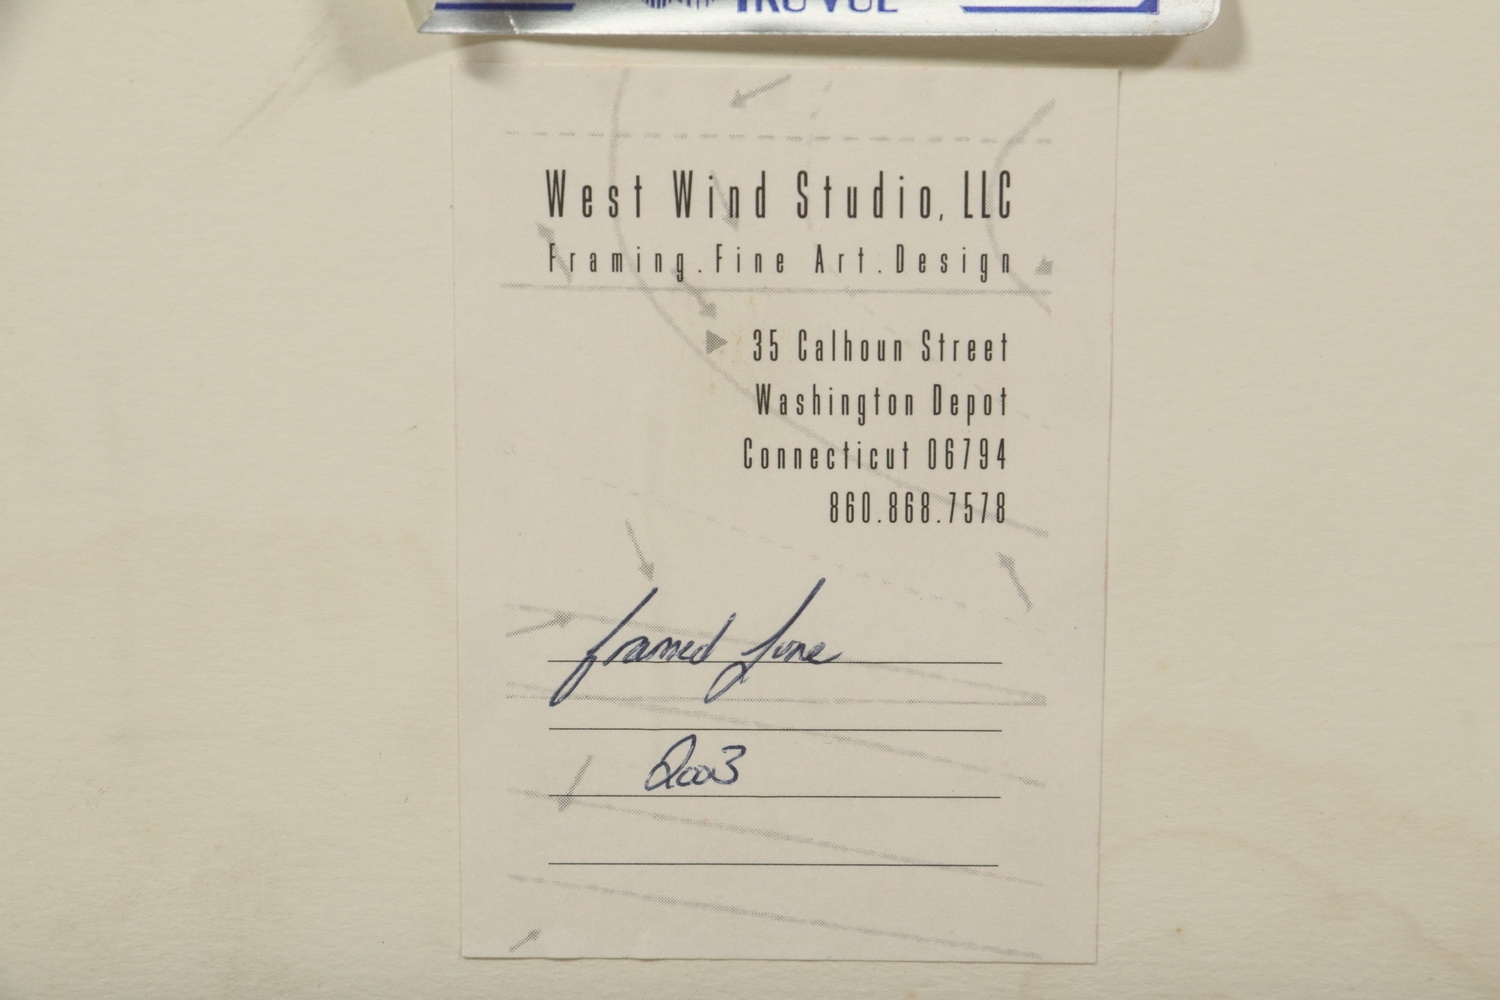 TRU VUE
West Wind Studio, LLC
Framing.Fine Art.Design
35 Calhoun Street
Washington Depot
Connecticut 06794
860.868.7578
framed June
2003